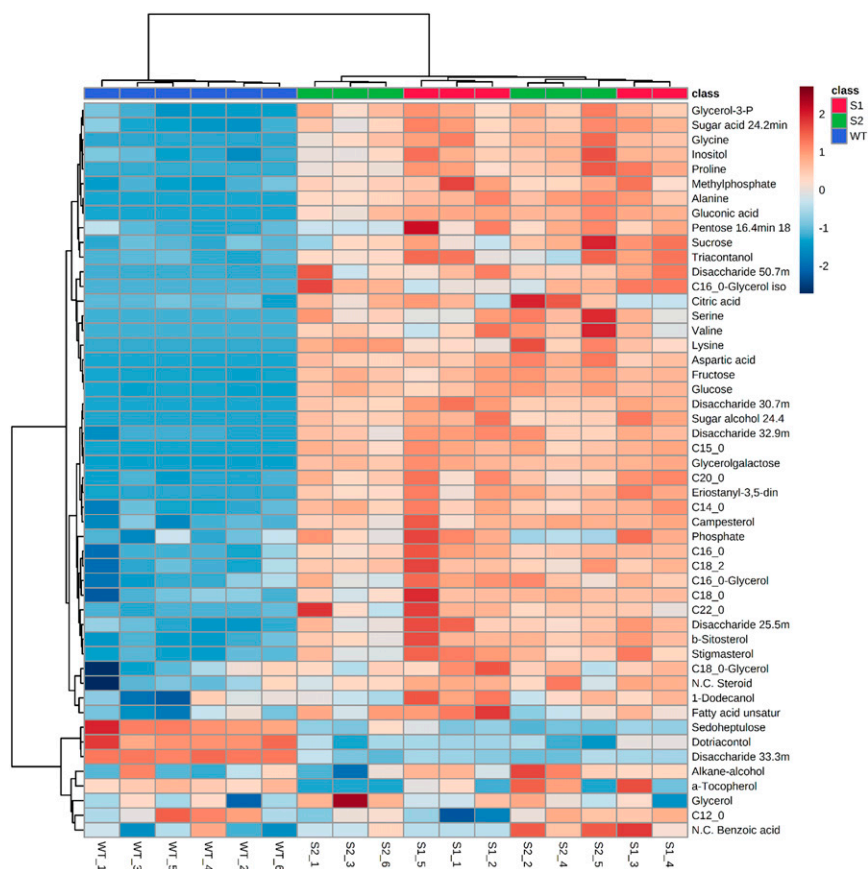 class
class
S1
S2
WT
2
1
0
-1
-2
Glycerol-3-P
Sugar acid 24.2min
Glycine
Inositol
Proline
Methylphosphate
Alanine
Gluconic acid
Pentose 16.4min 18
Sucrose
Triacontanol
Disaccharide 50.7m
C16_0-Glycerol iso
Citric acid
Serine
Valine
Lysine
Aspartic acid
Fructose
Glucose
Disaccharide 30.7m
Sugar alcohol 24.4
Disaccharide 32.9m
C15_0
Glycerolgalactose
C20_0
Eriostanyl-3,5-din
C14_0
Campesterol
Phosphate
C16_0
C18_2
C16_0-Glycerol
C18_0
C22_0
Disaccharide 25.5m
b-Sitosterol
Stigmasterol
C18_0-Glycerol
N.C. Steroid
1-Dodecanol
Fatty acid unsatur
Sedoheptulose
Dotriacontol
Disaccharide 33.3m
Alkane-alcohol
a-Tocopherol
Glycerol
C12_0
N.C. Benzoic acid
WT_1
WT_3
WT_5
WT_4
WT_2
WT_6
S2_1
S2_3
S2_6
S1_5
S1_1
S1_2
S2_2
S2_4
S2_5
S1_3
S1_4